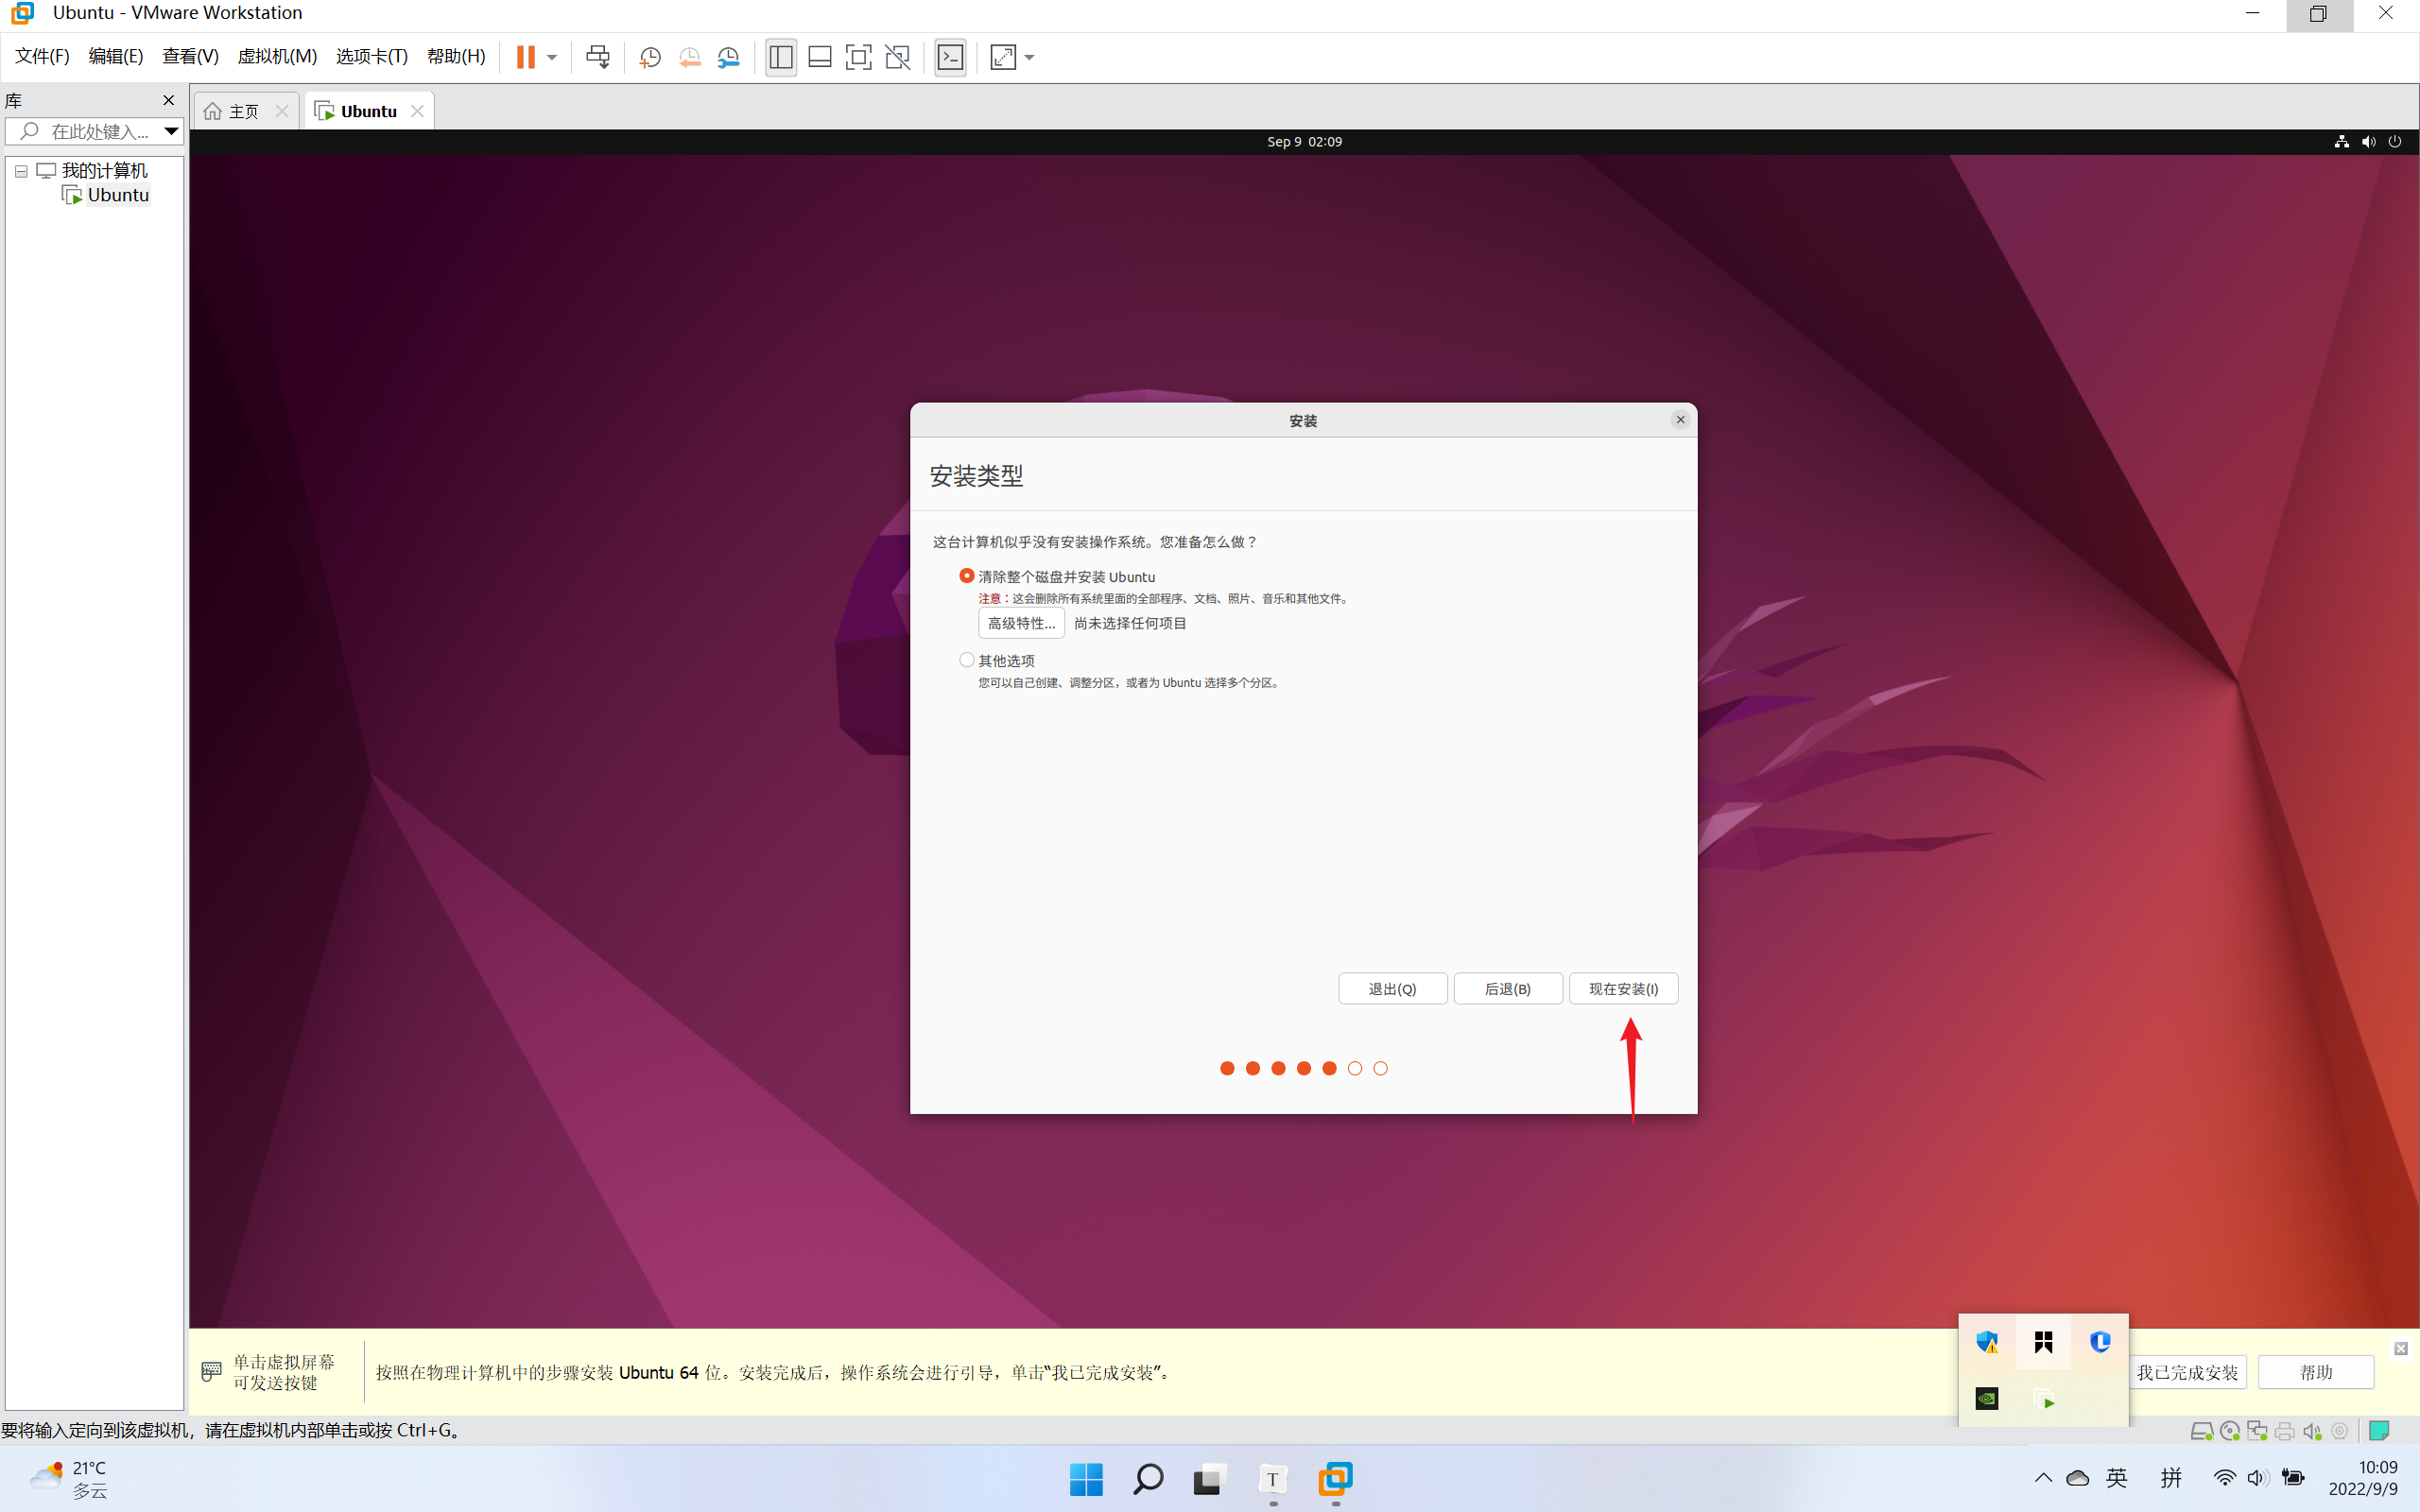 Ubuntu - VMware Workstation
文件(F) 编辑(E) 查看(V) 虚拟机(M) 选项卡(T) 帮助(H)
库
主页
Ubuntu
在此处键入...
Sep 9 02:09
我的计算机
Ubuntu
安装
安装类型
这台计算机似乎没有安装操作系统。您准备怎么做？
清除整个磁盘并安装 Ubuntu
注意：这会删除所有系统里面的全部程序、文档、照片、音乐和其他文件。
高级特性... 尚未选择任何项目
其他选项
您可以自己创建、调整分区，或者为 Ubuntu 选择多个分区。
退出(Q) 后退(B) 现在安装(I)
单击虚拟屏幕
可发送按键
按照在物理计算机中的步骤安装 Ubuntu 64 位。安装完成后，操作系统会进行引导，单击“我已完成安装”。
我已完成安装 帮助
要将输入定向到该虚拟机，请在虚拟机内部单击或按 Ctrl+G。
21°C
多云
T
英 拼
10:09
2022/9/9